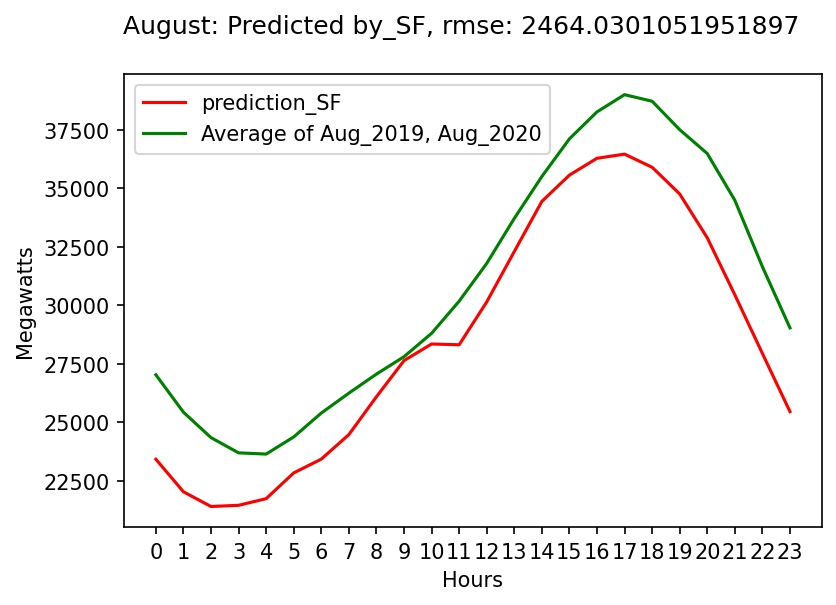 August: Predicted by_SF, rmse: 2464.0301051951897
prediction_SF
Average of Aug_2019, Aug_2020
37500
35000
32500
30000
27500
25000
22500
Megawatts
0 1 2 3 4 5 6 7 8 9 10 11 12 13 14 15 16 17 18 19 20 21 22 23
Hours